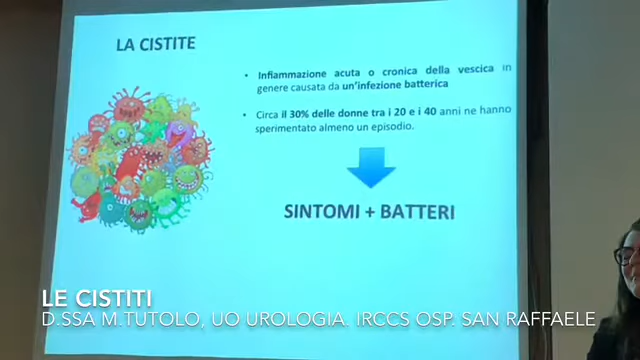 LA CISTITE
• Infiammazione acuta o cronica della vescica in
genere causata da un'infezione batterica
• Circa il 30% delle donne tra i 20 e i 40 anni ne hanno
sperimentato almeno un episodio.
SINTOMI + BATTERI
LE CISTITI
D.SSA M.TUTOLO, UO UROLOGIA. IRCCS OSP. SAN RAFFAELE